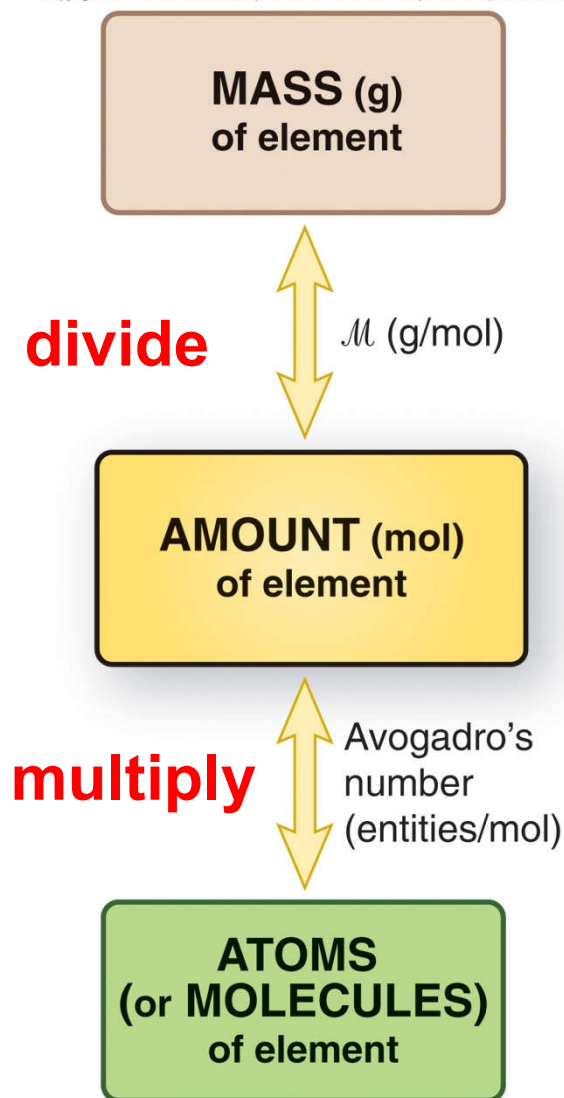 MASS (g)
of element
divide
ℳ (g/mol)
AMOUNT (mol)
of element
multiply
Avogadro’s
number
(entities/mol)
ATOMS
(or MOLECULES)
of element